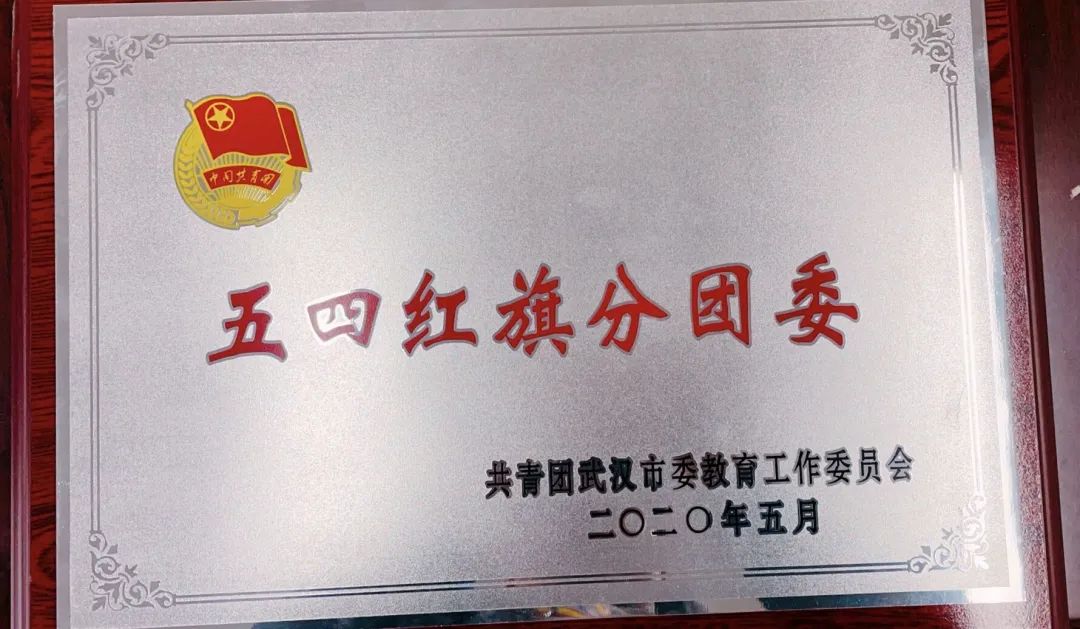 中国共青团
五四红旗分团委
共青团武汉市委教育工作委员会
二〇二〇年五月